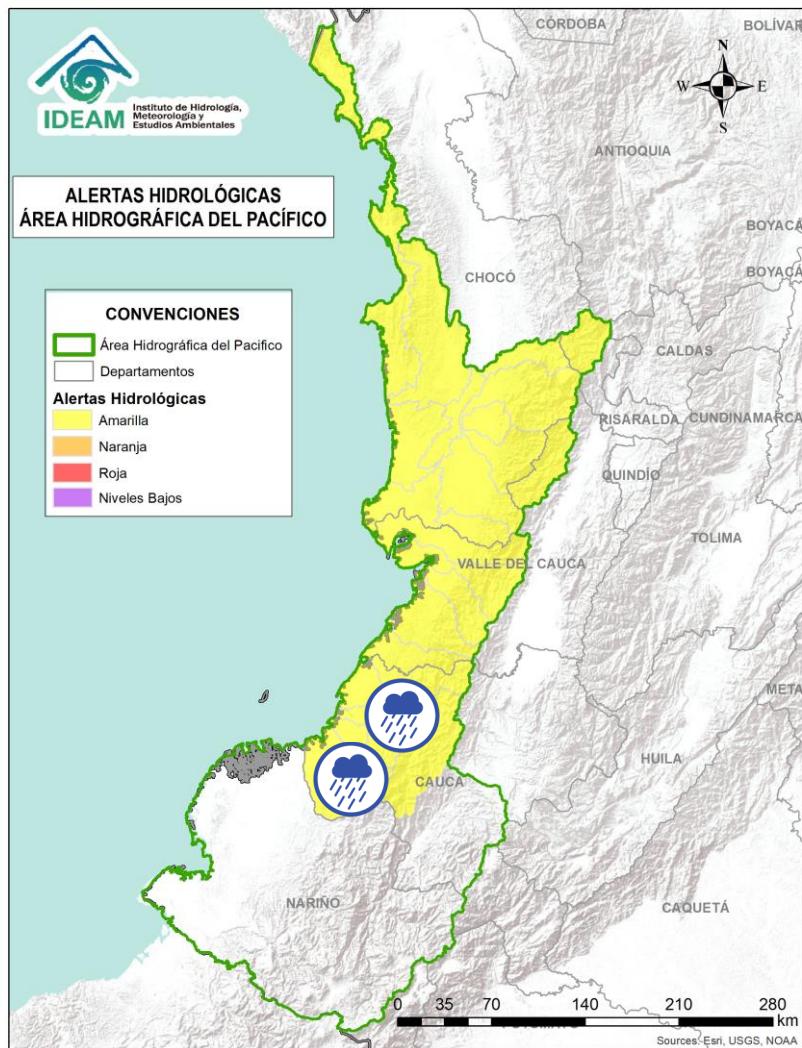 IDEAM
Instituto de Hidrología,
Meteorología y
Estudios Ambientales
ALERTAS HIDROLÓGICAS
ÁREA HIDROGRÁFICA DEL PACÍFICO
CONVENCIONES
Área Hidrográfica del Pacifico
Departamentos
Alertas Hidrológicas
Amarilla
Naranja
Roja
Niveles Bajos
N
W E
S
CÓRDOBA
BOLÍVAR
ANTIOQUIA
BOYACÁ
BOYACÁ
CHOCÓ
CALDAS
RISARALDA
CUNDINAMARCA
QUINDÍO
TOLIMA
VALLE DEL CAUCA
META
HUILA
CAUCA
NARIÑO
CAQUETÁ
0 35 70 140 210 280
km
Sources: Esri, USGS, NOAA